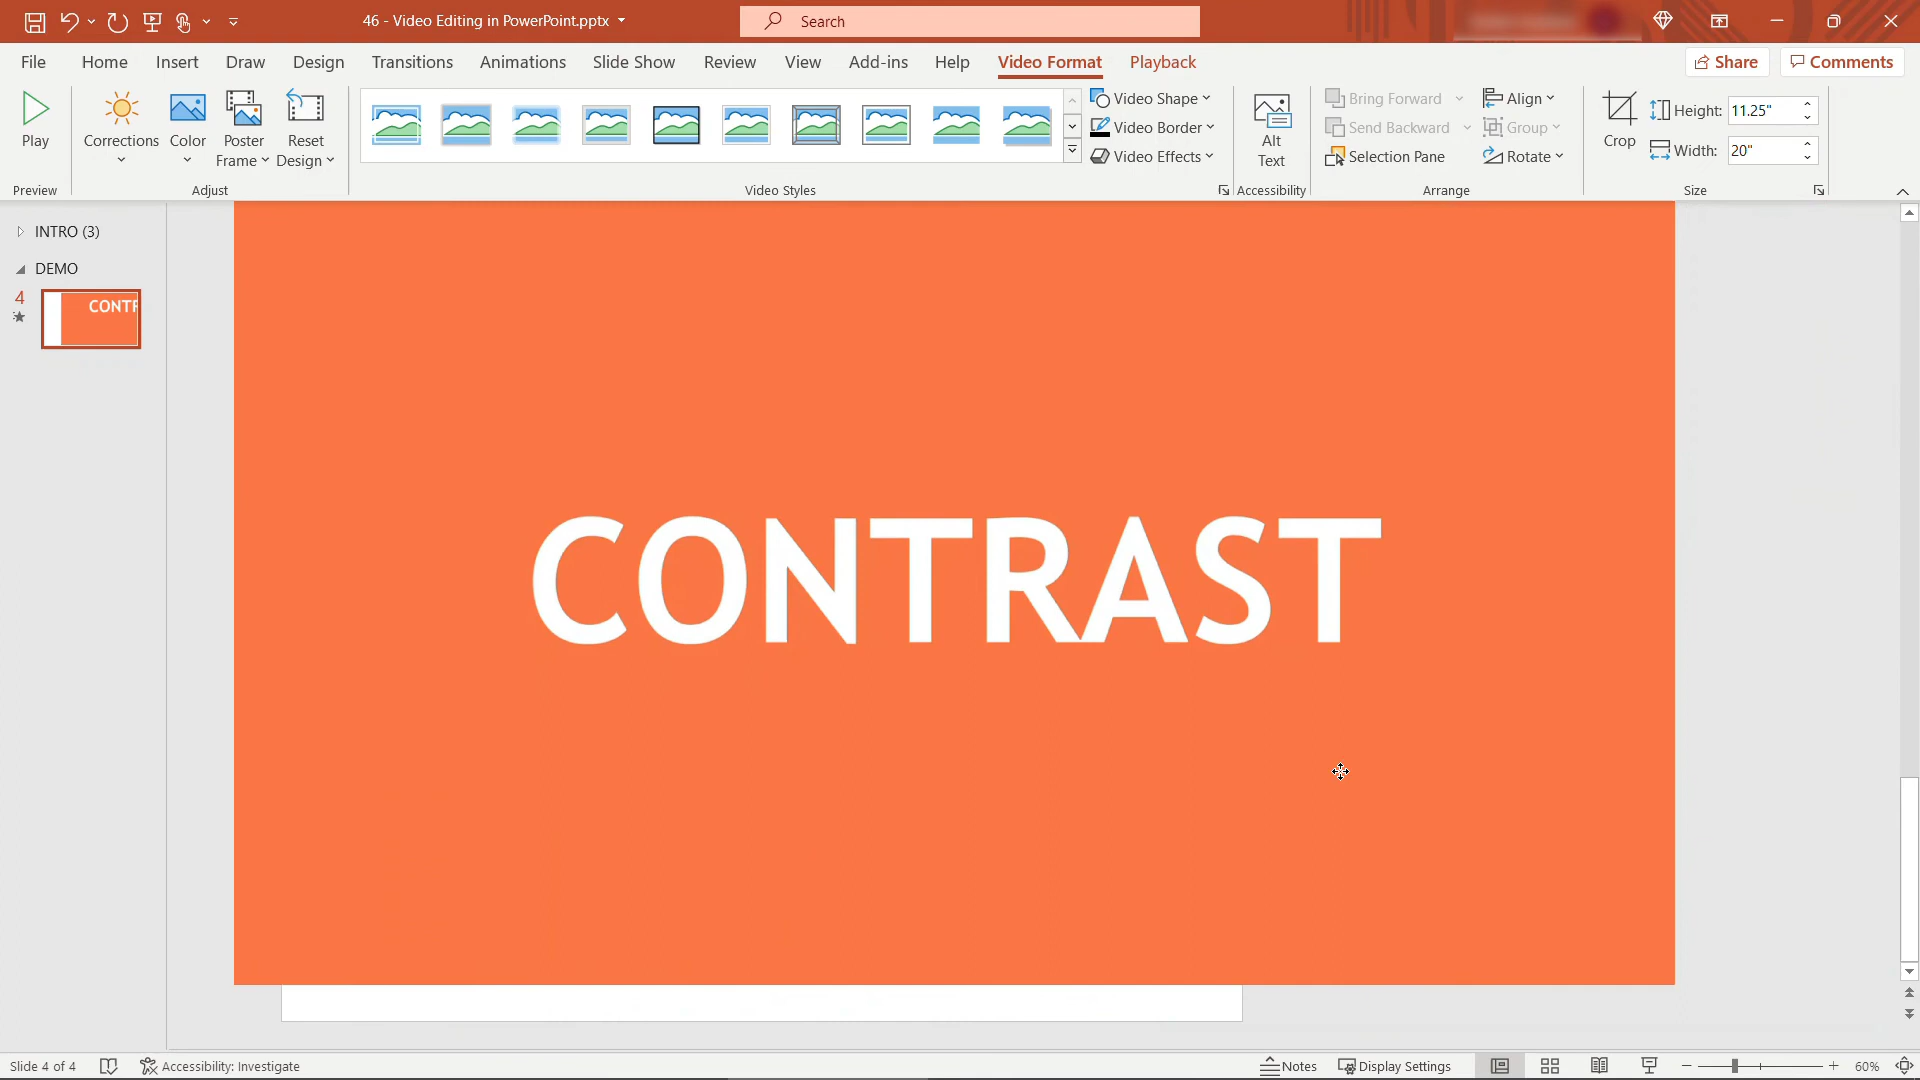 46 - Video Editing in PowerPoint.pptx
Search
File Home Insert Draw Design Transitions Animations Slide Show Review View Add-ins Help Video Format Playback Share Comments
Play
Corrections Color Poster Frame Reset Design
Video Shape
Video Border
Video Effects
Alt Text
Bring Forward
Send Backward
Selection Pane
Align
Group
Rotate
Crop
Height: 11.25"
Width: 20"
Preview Adjust Video Styles Accessibility Arrange Size
INTRO (3)
DEMO
4
CONTR
CONTRAST
Slide 4 of 4 Accessibility: Investigate Notes Display Settings 60%